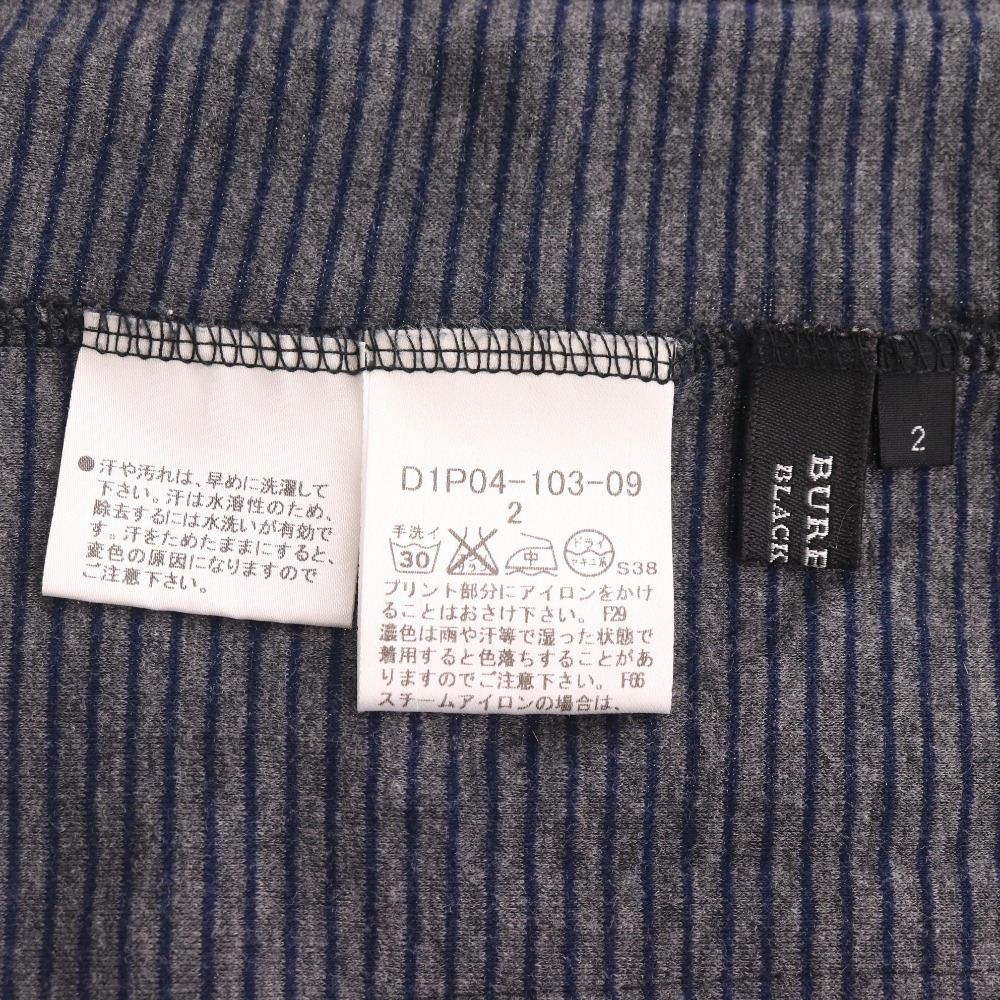 ●汗や汚れは、早めに洗濯して
下さい。汗は水溶性のため、
除去するには水洗いが有効で
す。汗をためたままにすると、
変色の原因になりますので
ご注意下さい。
D1P04-103-09
2
手洗イ
30 中 ドライ セキユ系 S38
プリント部分にアイロンをかけ
ることはおさけ下さい。F29
濃色は雨や汗等で湿った状態で
着用すると色落ちすることがあ
りますのでご注意下さい。F66
スチームアイロンの場合は、
BURB
BLACK
2